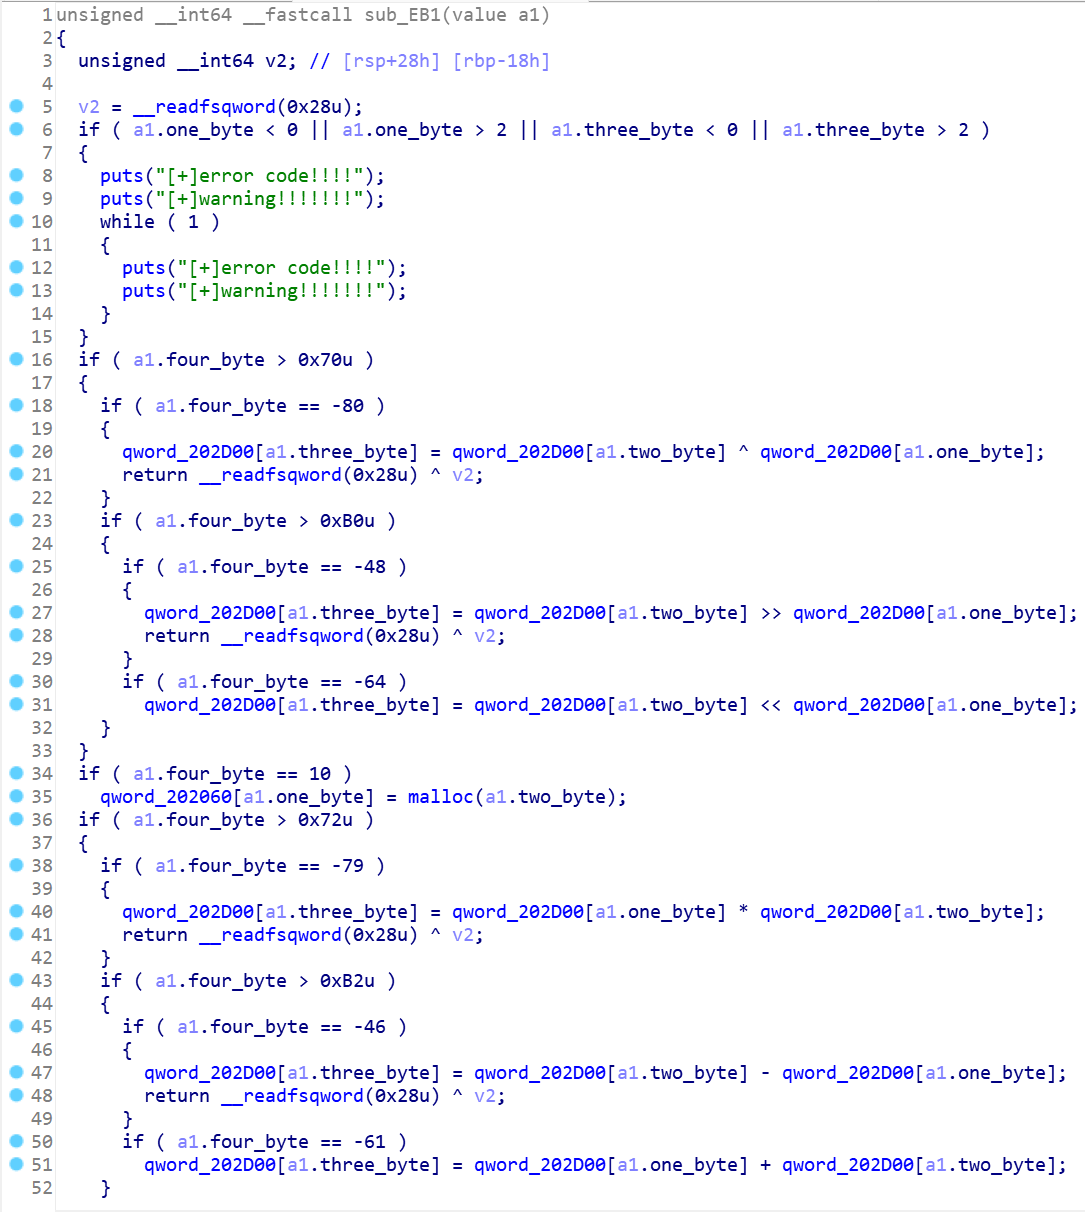 1 unsigned __int64 __fastcall sub_EB1(value a1)
2 {
3   unsigned __int64 v2; // [rsp+28h] [rbp-18h]
4
5   v2 = __readfsqword(0x28u);
6   if ( a1.one_byte < 0 || a1.one_byte > 2 || a1.three_byte < 0 || a1.three_byte > 2 )
7   {
8     puts("[+]error code!!!!");
9     puts("[+]warning!!!!!!!");
10     while ( 1 )
11     {
12       puts("[+]error code!!!!");
13       puts("[+]warning!!!!!!!");
14     }
15   }
16   if ( a1.four_byte > 0x70u )
17   {
18     if ( a1.four_byte == -80 )
19     {
20       qword_202D00[a1.three_byte] = qword_202D00[a1.two_byte] ^ qword_202D00[a1.one_byte];
21       return __readfsqword(0x28u) ^ v2;
22     }
23     if ( a1.four_byte > 0xB0u )
24     {
25       if ( a1.four_byte == -48 )
26       {
27         qword_202D00[a1.three_byte] = qword_202D00[a1.two_byte] >> qword_202D00[a1.one_byte];
28         return __readfsqword(0x28u) ^ v2;
29       }
30       if ( a1.four_byte == -64 )
31         qword_202D00[a1.three_byte] = qword_202D00[a1.two_byte] << qword_202D00[a1.one_byte];
32     }
33   }
34   if ( a1.four_byte == 10 )
35     qword_202060[a1.one_byte] = malloc(a1.two_byte);
36   if ( a1.four_byte > 0x72u )
37   {
38     if ( a1.four_byte == -79 )
39     {
40       qword_202D00[a1.three_byte] = qword_202D00[a1.one_byte] * qword_202D00[a1.two_byte];
41       return __readfsqword(0x28u) ^ v2;
42     }
43     if ( a1.four_byte > 0xB2u )
44     {
45       if ( a1.four_byte == -46 )
46       {
47         qword_202D00[a1.three_byte] = qword_202D00[a1.two_byte] - qword_202D00[a1.one_byte];
48         return __readfsqword(0x28u) ^ v2;
49       }
50       if ( a1.four_byte == -61 )
51         qword_202D00[a1.three_byte] = qword_202D00[a1.one_byte] + qword_202D00[a1.two_byte];
52     }